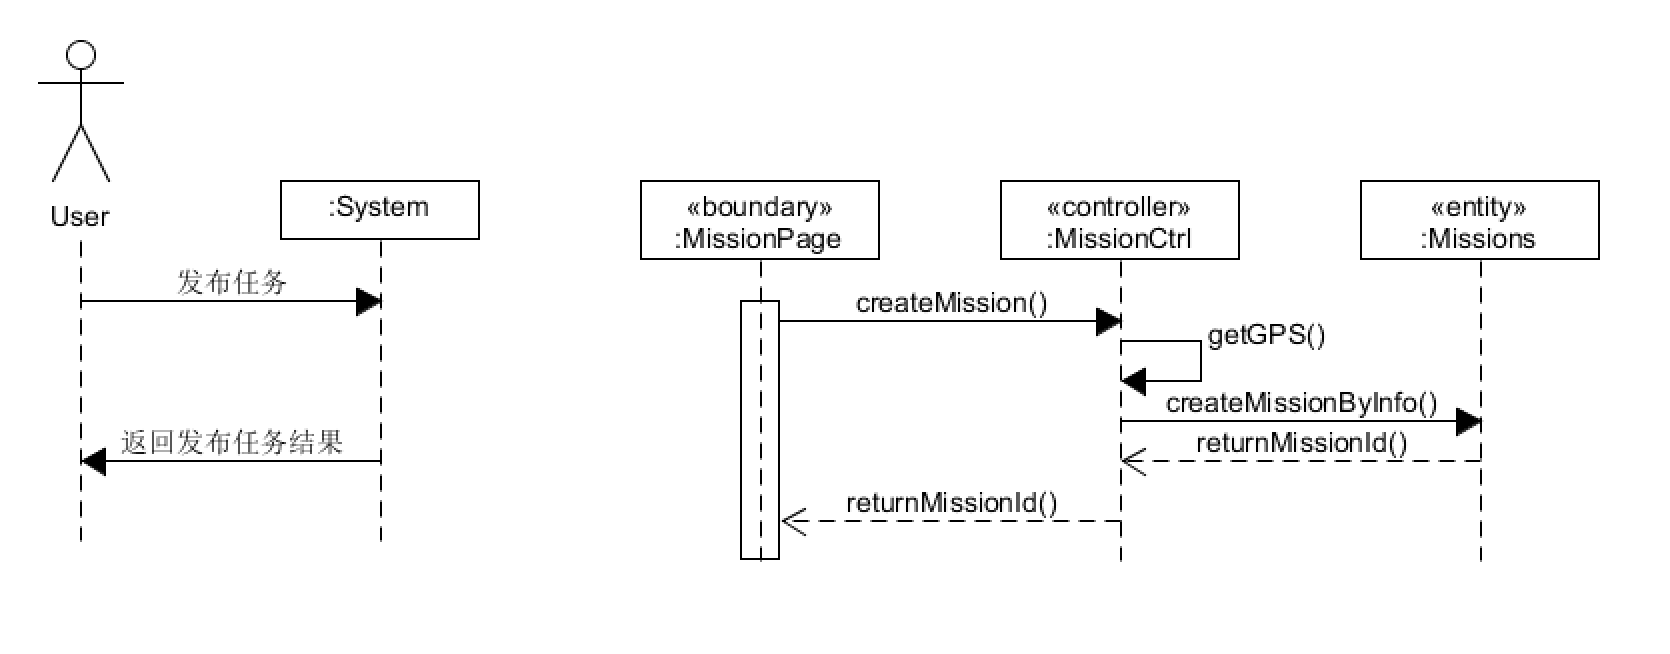 User
:System
发布任务
返回发布任务结果
«boundary»
:MissionPage
«controller»
:MissionCtrl
«entity»
:Missions
createMission()
getGPS()
createMissionByInfo()
returnMissionId()
returnMissionId()